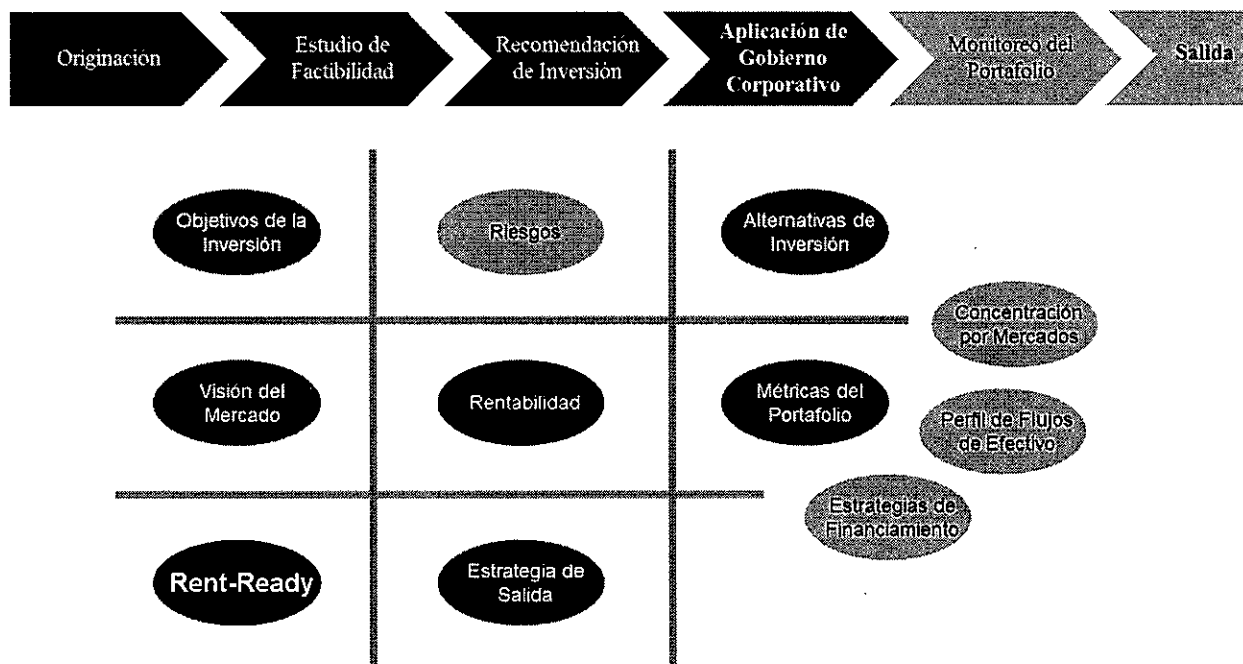 Originación
Estudio de
Factibilidad
Recomendación
de Inversión
Aplicación de
Gobierno
Corporativo
Monitoreo del
Portafolio
Salida
Objetivos de la
Inversión
Riesgos
Alternativas de
Inversión
Concentración
por Mercados
Visión del
Mercado
Rentabilidad
Métricas del
Portafolio
Perfil de Flujos
de Efectivo
Estrategias de
Financiamiento
Rent-Ready
Estrategia de
Salida